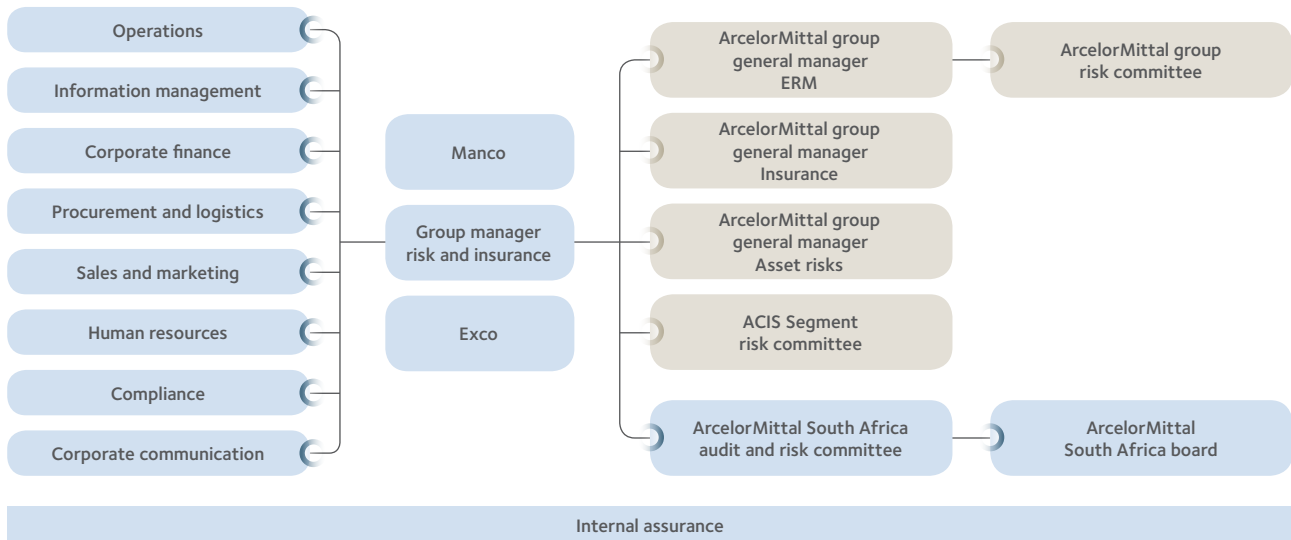 Operations
Information management
Corporate finance
Procurement and logistics
Sales and marketing
Human resources
Compliance
Corporate communication
Manco
Group manager
risk and insurance
Exco
ArcelorMittal group
general manager
ERM
ArcelorMittal group
general manager
Insurance
ArcelorMittal group
general manager
Asset risks
ACIS Segment
risk committee
ArcelorMittal South Africa
audit and risk committee
ArcelorMittal group
risk committee
ArcelorMittal
South Africa board
Internal assurance